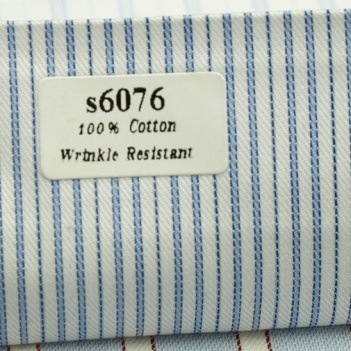 s6076
100% Cotton
Wrinkle Resistant